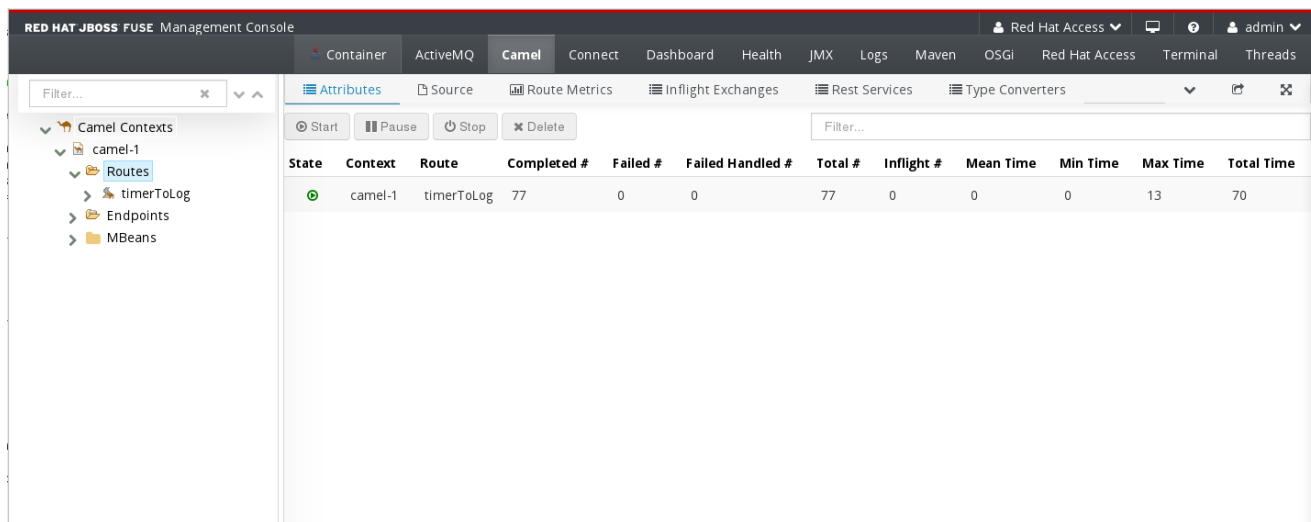 RED HAT JBOSS FUSE Management Console
Red Hat Access admin
Container ActiveMQ Camel Connect Dashboard Health JMX Logs Maven OSGi Red Hat Access Terminal Threads
Filter...
Attributes Source Route Metrics Inflight Exchanges Rest Services Type Converters
Camel Contexts
camel-1
Routes
timerToLog
Endpoints
MBeans
Start Pause Stop Delete Filter...
State Context Route Completed # Failed # Failed Handled # Total # Inflight # Mean Time Min Time Max Time Total Time
camel-1 timerToLog 77 0 0 77 0 0 0 13 70